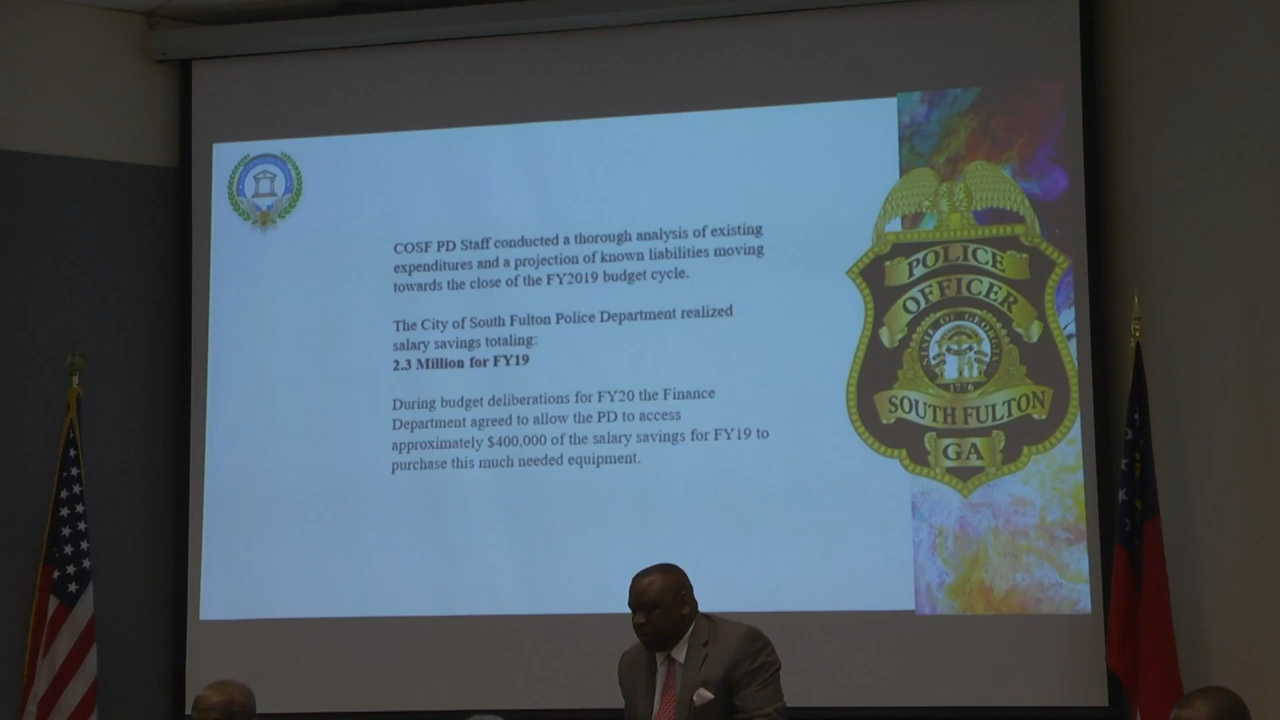 COSF PD Staff conducted a thorough analysis of existing
expenditures and a projection of known liabilities moving
towards the close of the FY2019 budget cycle.
The City of South Fulton Police Department realized
salary savings totaling:
2.3 Million for FY19
During budget deliberations for FY20 the Finance
Department agreed to allow the PD to access
approximately $400,000 of the salary savings for FY19 to
purchase this much needed equipment.
POLICE
OFFICER
STATE OF GEORGIA
1776
SOUTH FULTON
GA